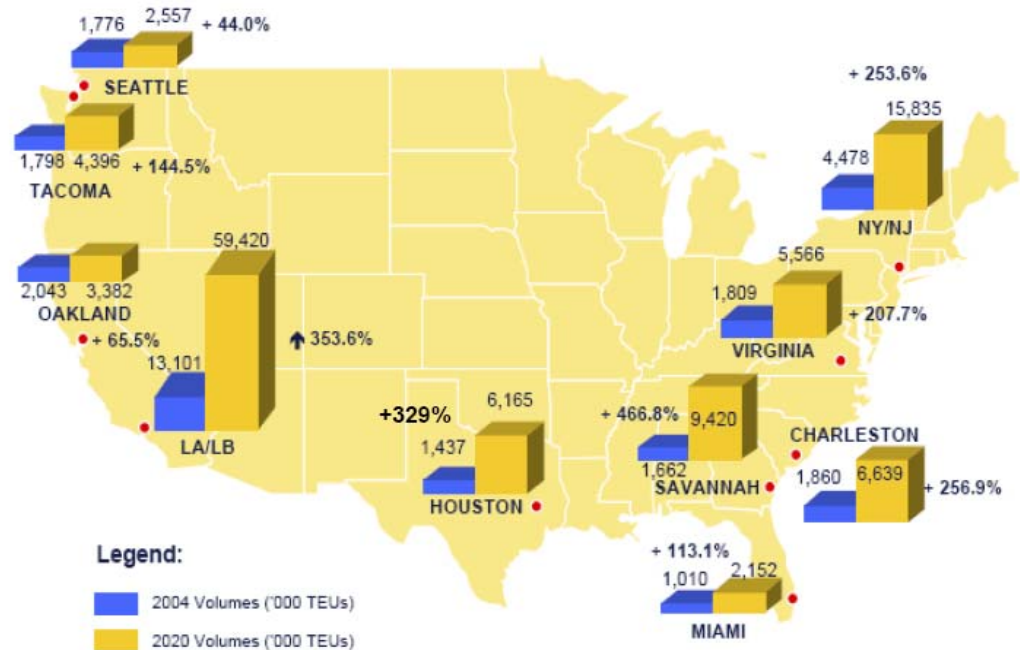 1,776
2,557
+ 44.0%
SEATTLE
1,798
4,396
+ 144.5%
TACOMA
2,043
3,382
OAKLAND
+ 65.5%
59,420
13,101
353.6%
LA/LB
+329%
6,165
1,437
HOUSTON
+ 253.6%
15,835
4,478
NY/NJ
5,566
1,809
+ 207.7%
VIRGINIA
+ 466.8%
9,420
1,662
SAVANNAH
CHARLESTON
1,860
6,639
+ 256.9%
+ 113.1%
1,010
2,152
MIAMI
Legend:
2004 Volumes ('000 TEUs)
2020 Volumes ('000 TEUs)